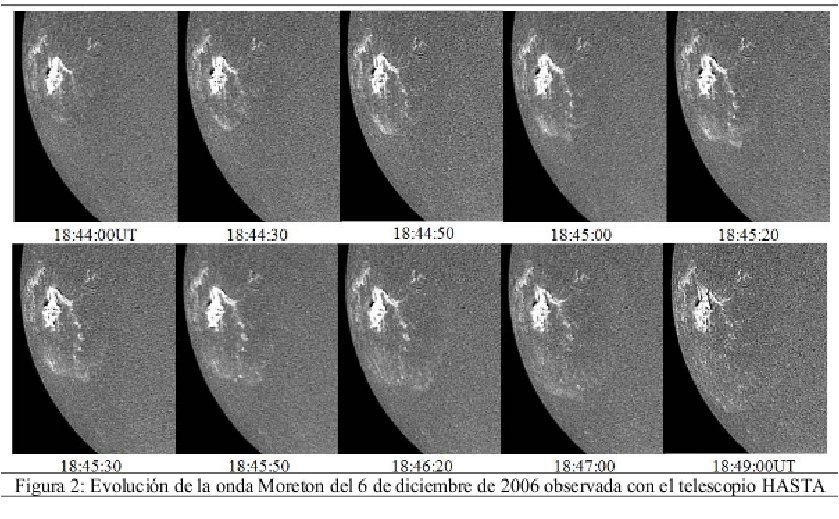 18:44:00UT 18:44:30 18:44:50 18:45:00 18:45:20
18:45:30 18:45:50 18:46:20 18:47:00 18:49:00UT
Figura 2: Evolución de la onda Moreton del 6 de diciembre de 2006 observada con el telescopio HASTA